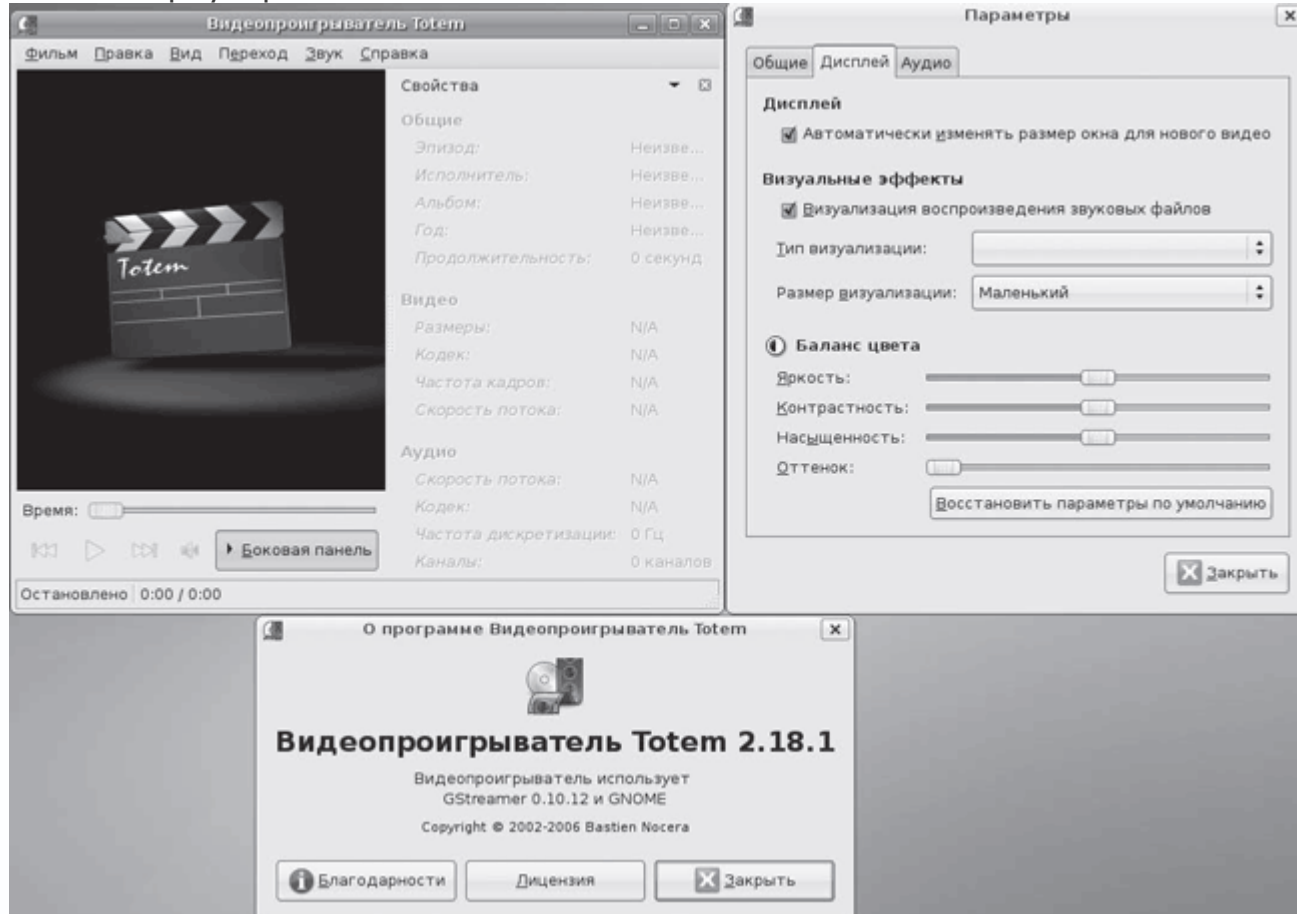 Видеопроигрыватель Totem
Фильм Правка Вид Переход Звук Справка
Totem
Свойства
Общие
Эпизод: Неизве...
Исполнитель: Неизве...
Альбом: Неизве...
Год: Неизве...
Продолжительность: 0 секунд
Видео
Размеры: N/A
Кодек: N/A
Частота кадров: N/A
Скорость потока: N/A
Аудио
Скорость потока: N/A
Кодек: N/A
Частота дискретизации: 0 Гц
Каналы: 0 каналов
Время:
Боковая панель
Остановлено 0:00 / 0:00
Параметры
Общие Дисплей Аудио
Дисплей
Автоматически изменять размер окна для нового видео
Визуальные эффекты
Визуализация воспроизведения звуковых файлов
Тип визуализации:
Размер визуализации: Маленький
Баланс цвета
Яркость:
Контрастность:
Насыщенность:
Оттенок:
Восстановить параметры по умолчанию
Закрыть
О программе Видеопроигрыватель Totem
Видеопроигрыватель Totem 2.18.1
Видеопроигрыватель использует
GStreamer 0.10.12 и GNOME
Copyright © 2002-2006 Bastien Nocera
Благодарности Лицензия Закрыть